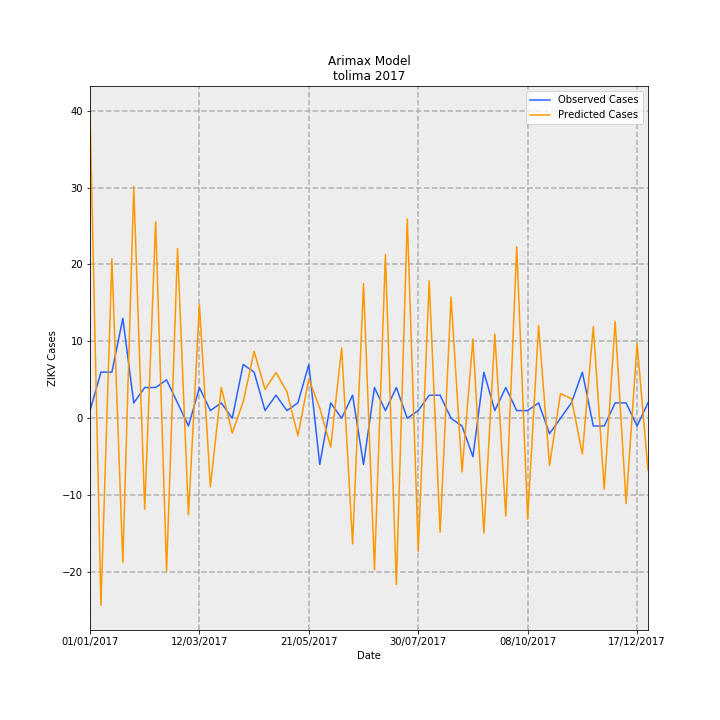 Arimax Model
tolima 2017
Observed Cases
Predicted Cases
40
30
20
10
0
−10
−20
ZIKV Cases
01/01/2017 12/03/2017 21/05/2017 30/07/2017 08/10/2017 17/12/2017
Date